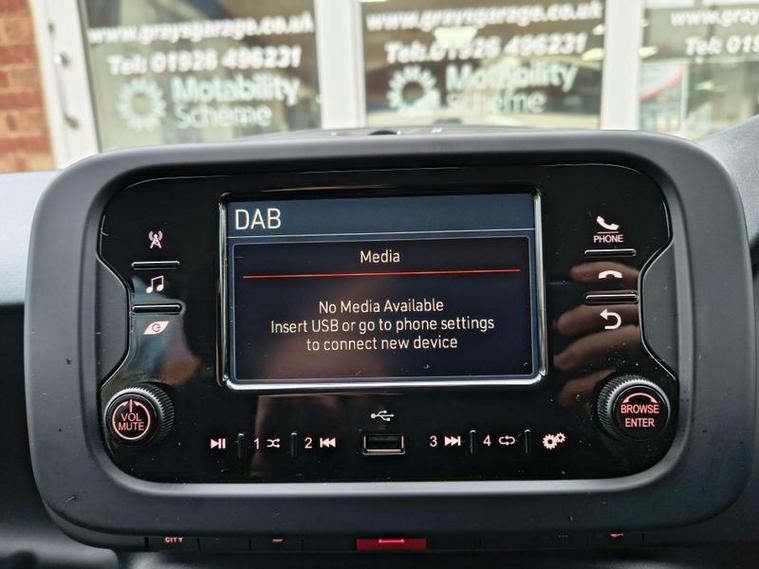 www.graysgarage.co.uk
Tel: 01926 496231
Motability
Scheme
www.graysgarage.co.uk
Tel: 01926 496231
Motability
Scheme
www.gray
Tel: 019
DAB
Media
No Media Available
Insert USB or go to phone settings
to connect new device
PHONE
VOL
MUTE
BROWSE
ENTER
1
2
3
4
CITY